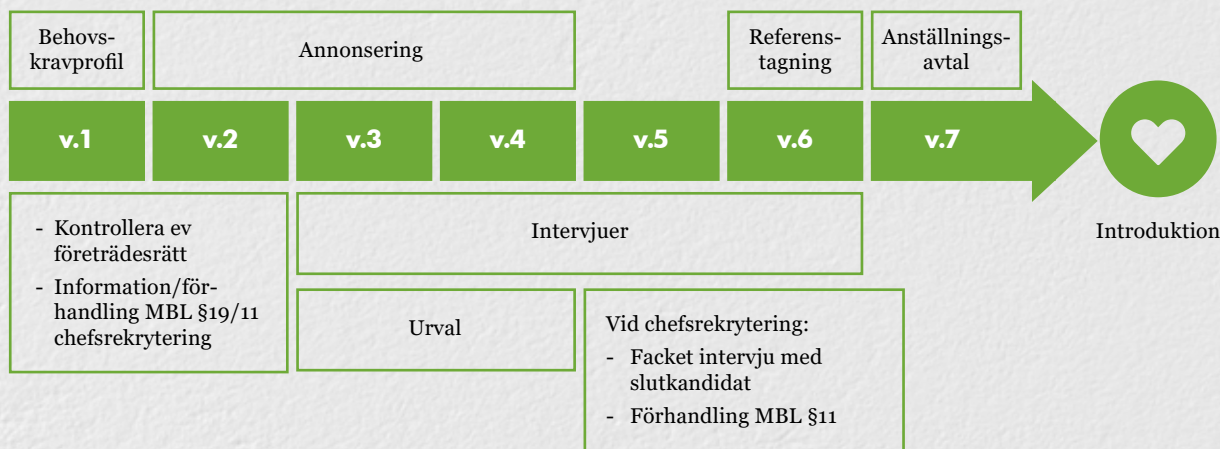 Behovs-
kravprofil
Annonsering
Referens-
tagning
Anställnings-
avtal
v.1
v.2
v.3
v.4
v.5
v.6
v.7
- Kontrollera ev
företrädesrätt
- Information/för-
handling MBL §19/11
chefsrekrytering
Intervjuer
Introduktion
Urval
Vid chefsrekrytering:
- Facket intervju med
slutkandidat
- Förhandling MBL §11